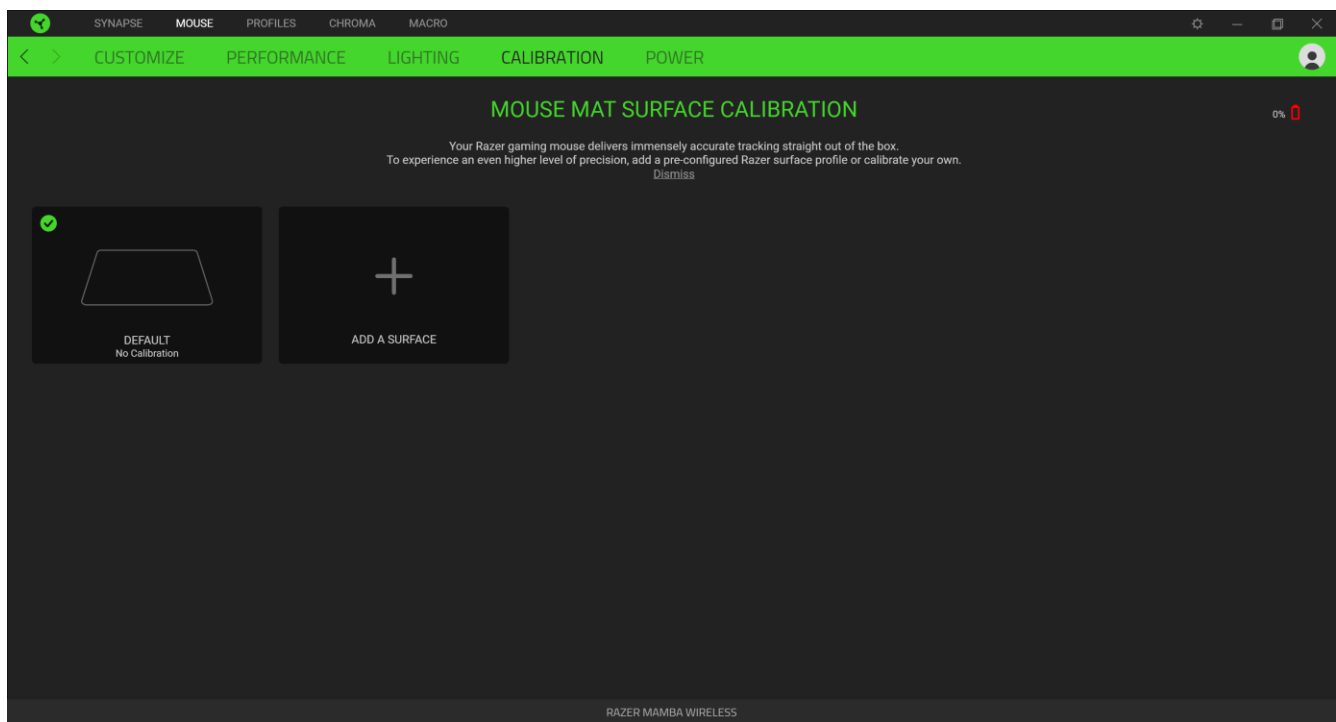 SYNAPSE MOUSE PROFILES CHROMA MACRO
CUSTOMIZE PERFORMANCE LIGHTING CALIBRATION POWER
MOUSE MAT SURFACE CALIBRATION
0%
Your Razer gaming mouse delivers immensely accurate tracking straight out of the box.
To experience an even higher level of precision, add a pre-configured Razer surface profile or calibrate your own.
Dismiss
DEFAULT
No Calibration
ADD A SURFACE
RAZER MAMBA WIRELESS